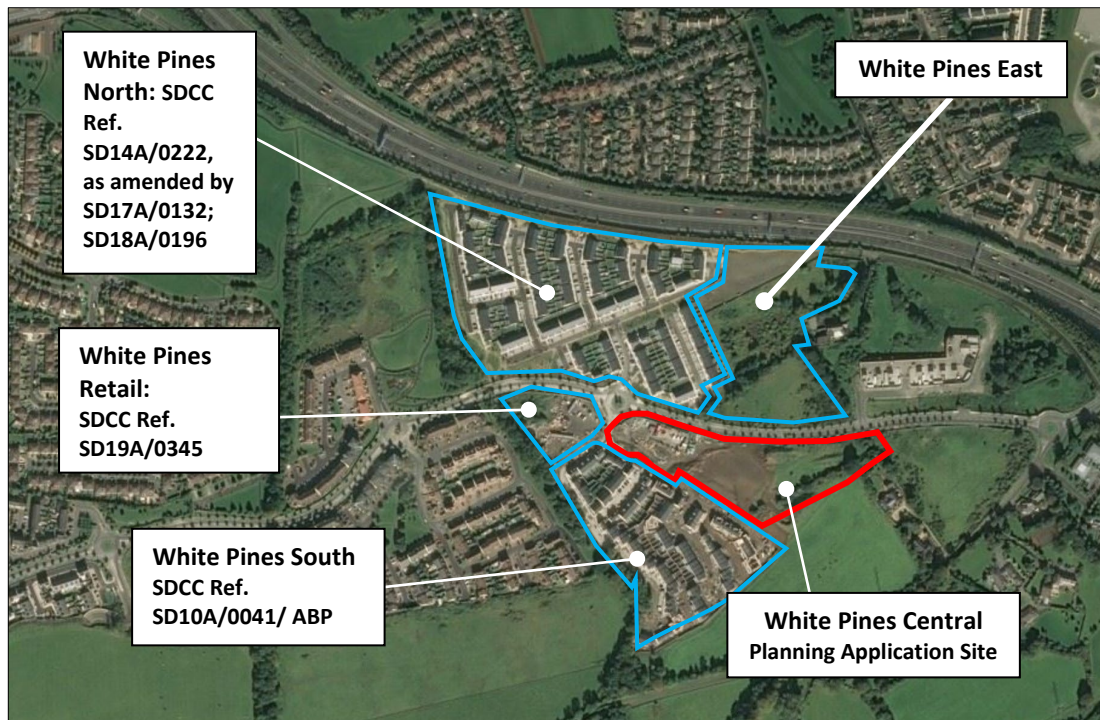 White Pines
North: SDCC
Ref.
SD14A/0222,
as amended by
SD17A/0132;
SD18A/0196
White Pines East
White Pines
Retail:
SDCC Ref.
SD19A/0345
White Pines South
SDCC Ref.
SD10A/0041/ ABP
White Pines Central
Planning Application Site